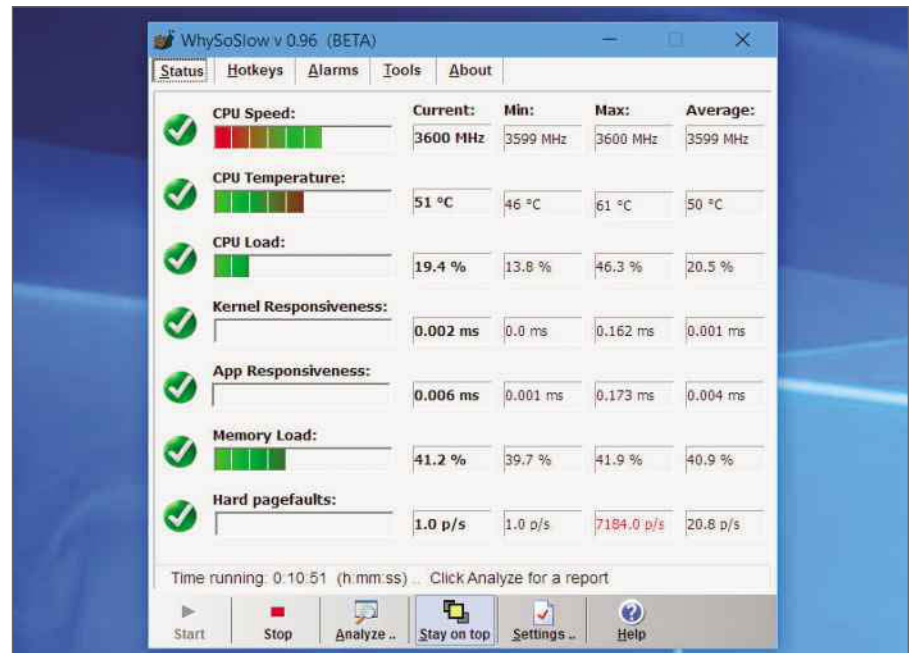 WhySoSlow v 0.96 (BETA)
Status Hotkeys Alarms Tools About
CPU Speed: Current: Min: Max: Average:
3600 MHz 3599 MHz 3600 MHz 3599 MHz
CPU Temperature:
51 °C 46 °C 61 °C 50 °C
CPU Load:
19.4 % 13.8 % 46.3 % 20.5 %
Kernel Responsiveness:
0.002 ms 0.0 ms 0.162 ms 0.001 ms
App Responsiveness:
0.006 ms 0.001 ms 0.173 ms 0.004 ms
Memory Load:
41.2 % 39.7 % 41.9 % 40.9 %
Hard pagefaults:
1.0 p/s 1.0 p/s 7184.0 p/s 20.8 p/s
Time running: 0:10:51 (h:mm:ss) .. Click Analyze for a report
Start Stop Analyze .. Stay on top Settings .. Help